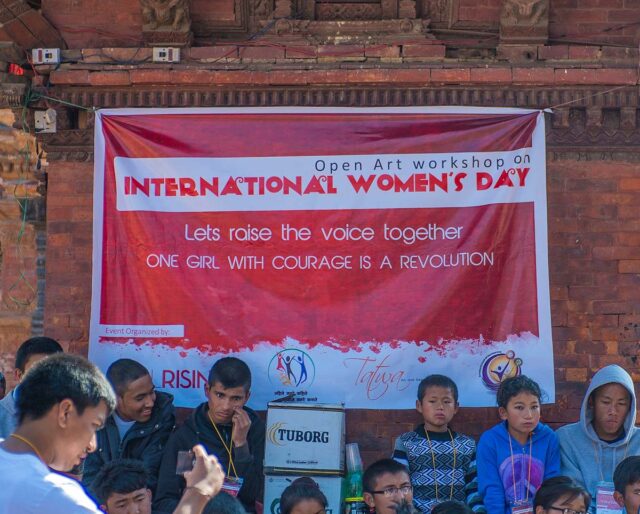 Open Art workshop on
INTERNATIONAL WOMEN'S DAY
Lets raise the voice together
ONE GIRL WITH COURAGE IS A REVOLUTION
Event Organized by:
RISING
Tatwa
TUBORG